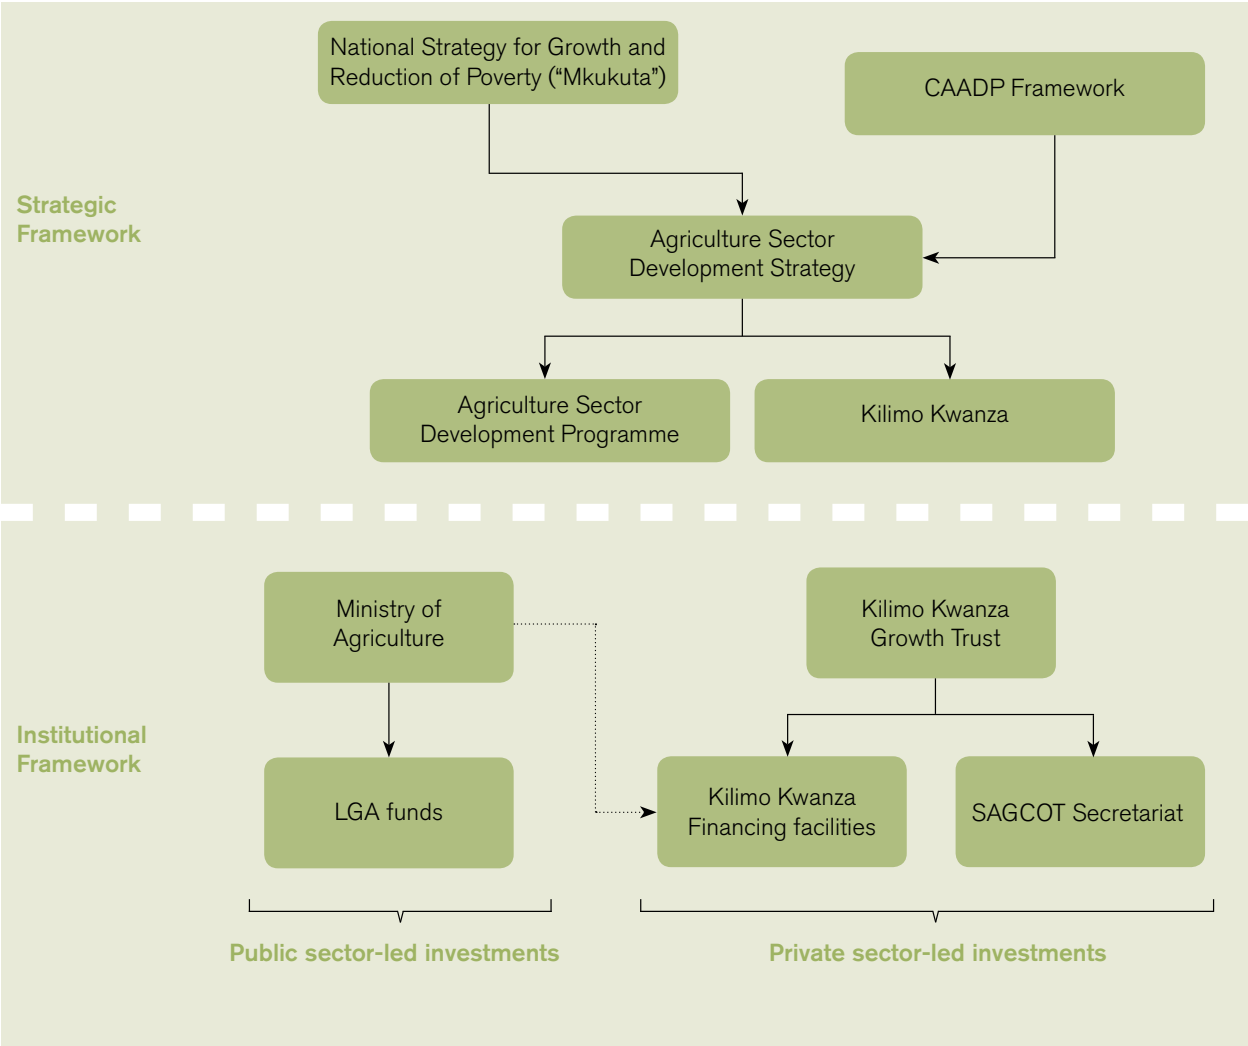 National Strategy for Growth and
Reduction of Poverty (“Mkukuta”)
CAADP Framework
Strategic
Framework
Agriculture Sector
Development Strategy
Agriculture Sector
Development Programme
Kilimo Kwanza
Ministry of
Agriculture
Kilimo Kwanza
Growth Trust
Institutional
Framework
LGA funds
Kilimo Kwanza
Financing facilities
SAGCOT Secretariat
Public sector-led investments
Private sector-led investments